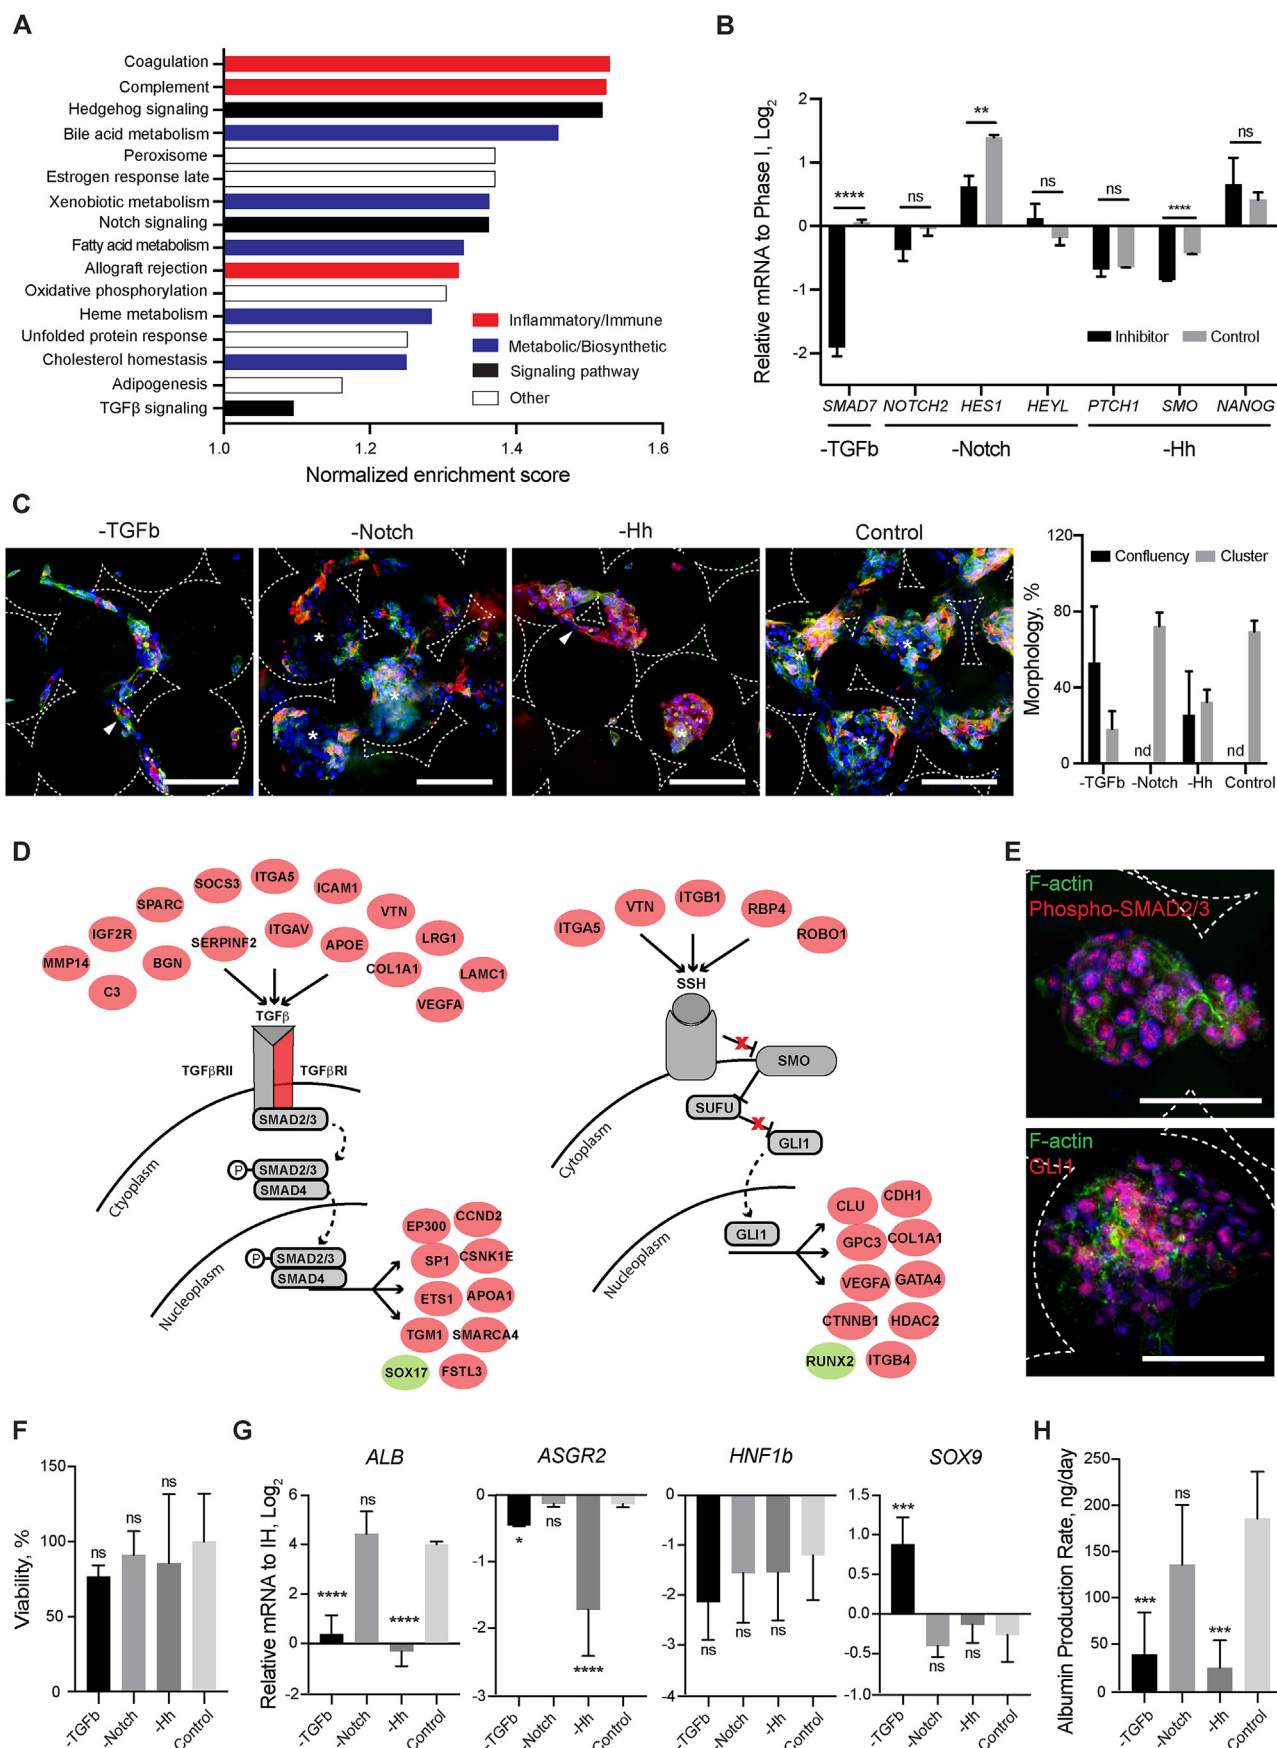 A
Coagulation
Complement
Hedgehog signaling
Bile acid metabolism
Peroxisome
Estrogen response late
Xenobiotic metabolism
Notch signaling
Fatty acid metabolism
Allograft rejection
Oxidative phosphorylation
Heme metabolism
Unfolded protein response
Cholesterol homestasis
Adipogenesis
TGFβ signaling
Inflammatory/Immune
Metabolic/Biosynthetic
Signaling pathway
Other
1.0 1.2 1.4 1.6
Normalized enrichment score
B
Relative mRNA to Phase I, Log2
2
1
0
-1
-2
**** ns ** ns ns **** ns
Inhibitor Control
SMAD7 NOTCH2 HES1 HEYL PTCH1 SMO NANOG
-TGFb -Notch -Hh
C
-TGFb -Notch -Hh Control
* * * * * * * *
Morphology, %
120
80
40
0
Confluency Cluster
nd nd
-TGFb -Notch -Hh Control
D
SOCS3 ITGA5 ICAM1
SPARC VTN
IGF2R SERPINF2 ITGAV APOE LRG1
MMP14 BGN COL1A1 LAMC1
C3 VEGFA
TGFβ
TGFβRII TGFβRI
SMAD2/3
P SMAD2/3
SMAD4
Ctyoplasm
P SMAD2/3
SMAD4
Nucleoplasm
EP300 CCND2
SP1 CSNK1E
ETS1 APOA1
TGM1 SMARCA4
SOX17 FSTL3
ITGA5 VTN ITGB1 RBP4 ROBO1
SSH
X
SMO
SUFU
X
GLI1
Cytoplasm
GLI1
Nucleoplasm
CLU CDH1
GPC3 COL1A1
VEGFA GATA4
CTNNB1 HDAC2
RUNX2 ITGB4
E
F-actin
Phospho-SMAD2/3
F-actin
GLI1
F
Viability, %
150
100
50
0
ns ns ns
-TGFb -Notch -Hh Control
G
Relative mRNA to IH, Log2
ALB
6
4
2
0
-2
**** ns ****
-TGFb -Notch -Hh Control
ASGR2
0
-1
-2
-3
* ns ****
-TGFb -Notch -Hh Control
HNF1b
0
-1
-2
-3
-4
ns ns ns
-TGFb -Notch -Hh Control
SOX9
1.5
1.0
0.5
0.0
-0.5
-1.0
*** ns ns
-TGFb -Notch -Hh Control
H
Albumin Production Rate, ng/day
250
200
150
100
50
0
*** ns ***
-TGFb -Notch -Hh Control